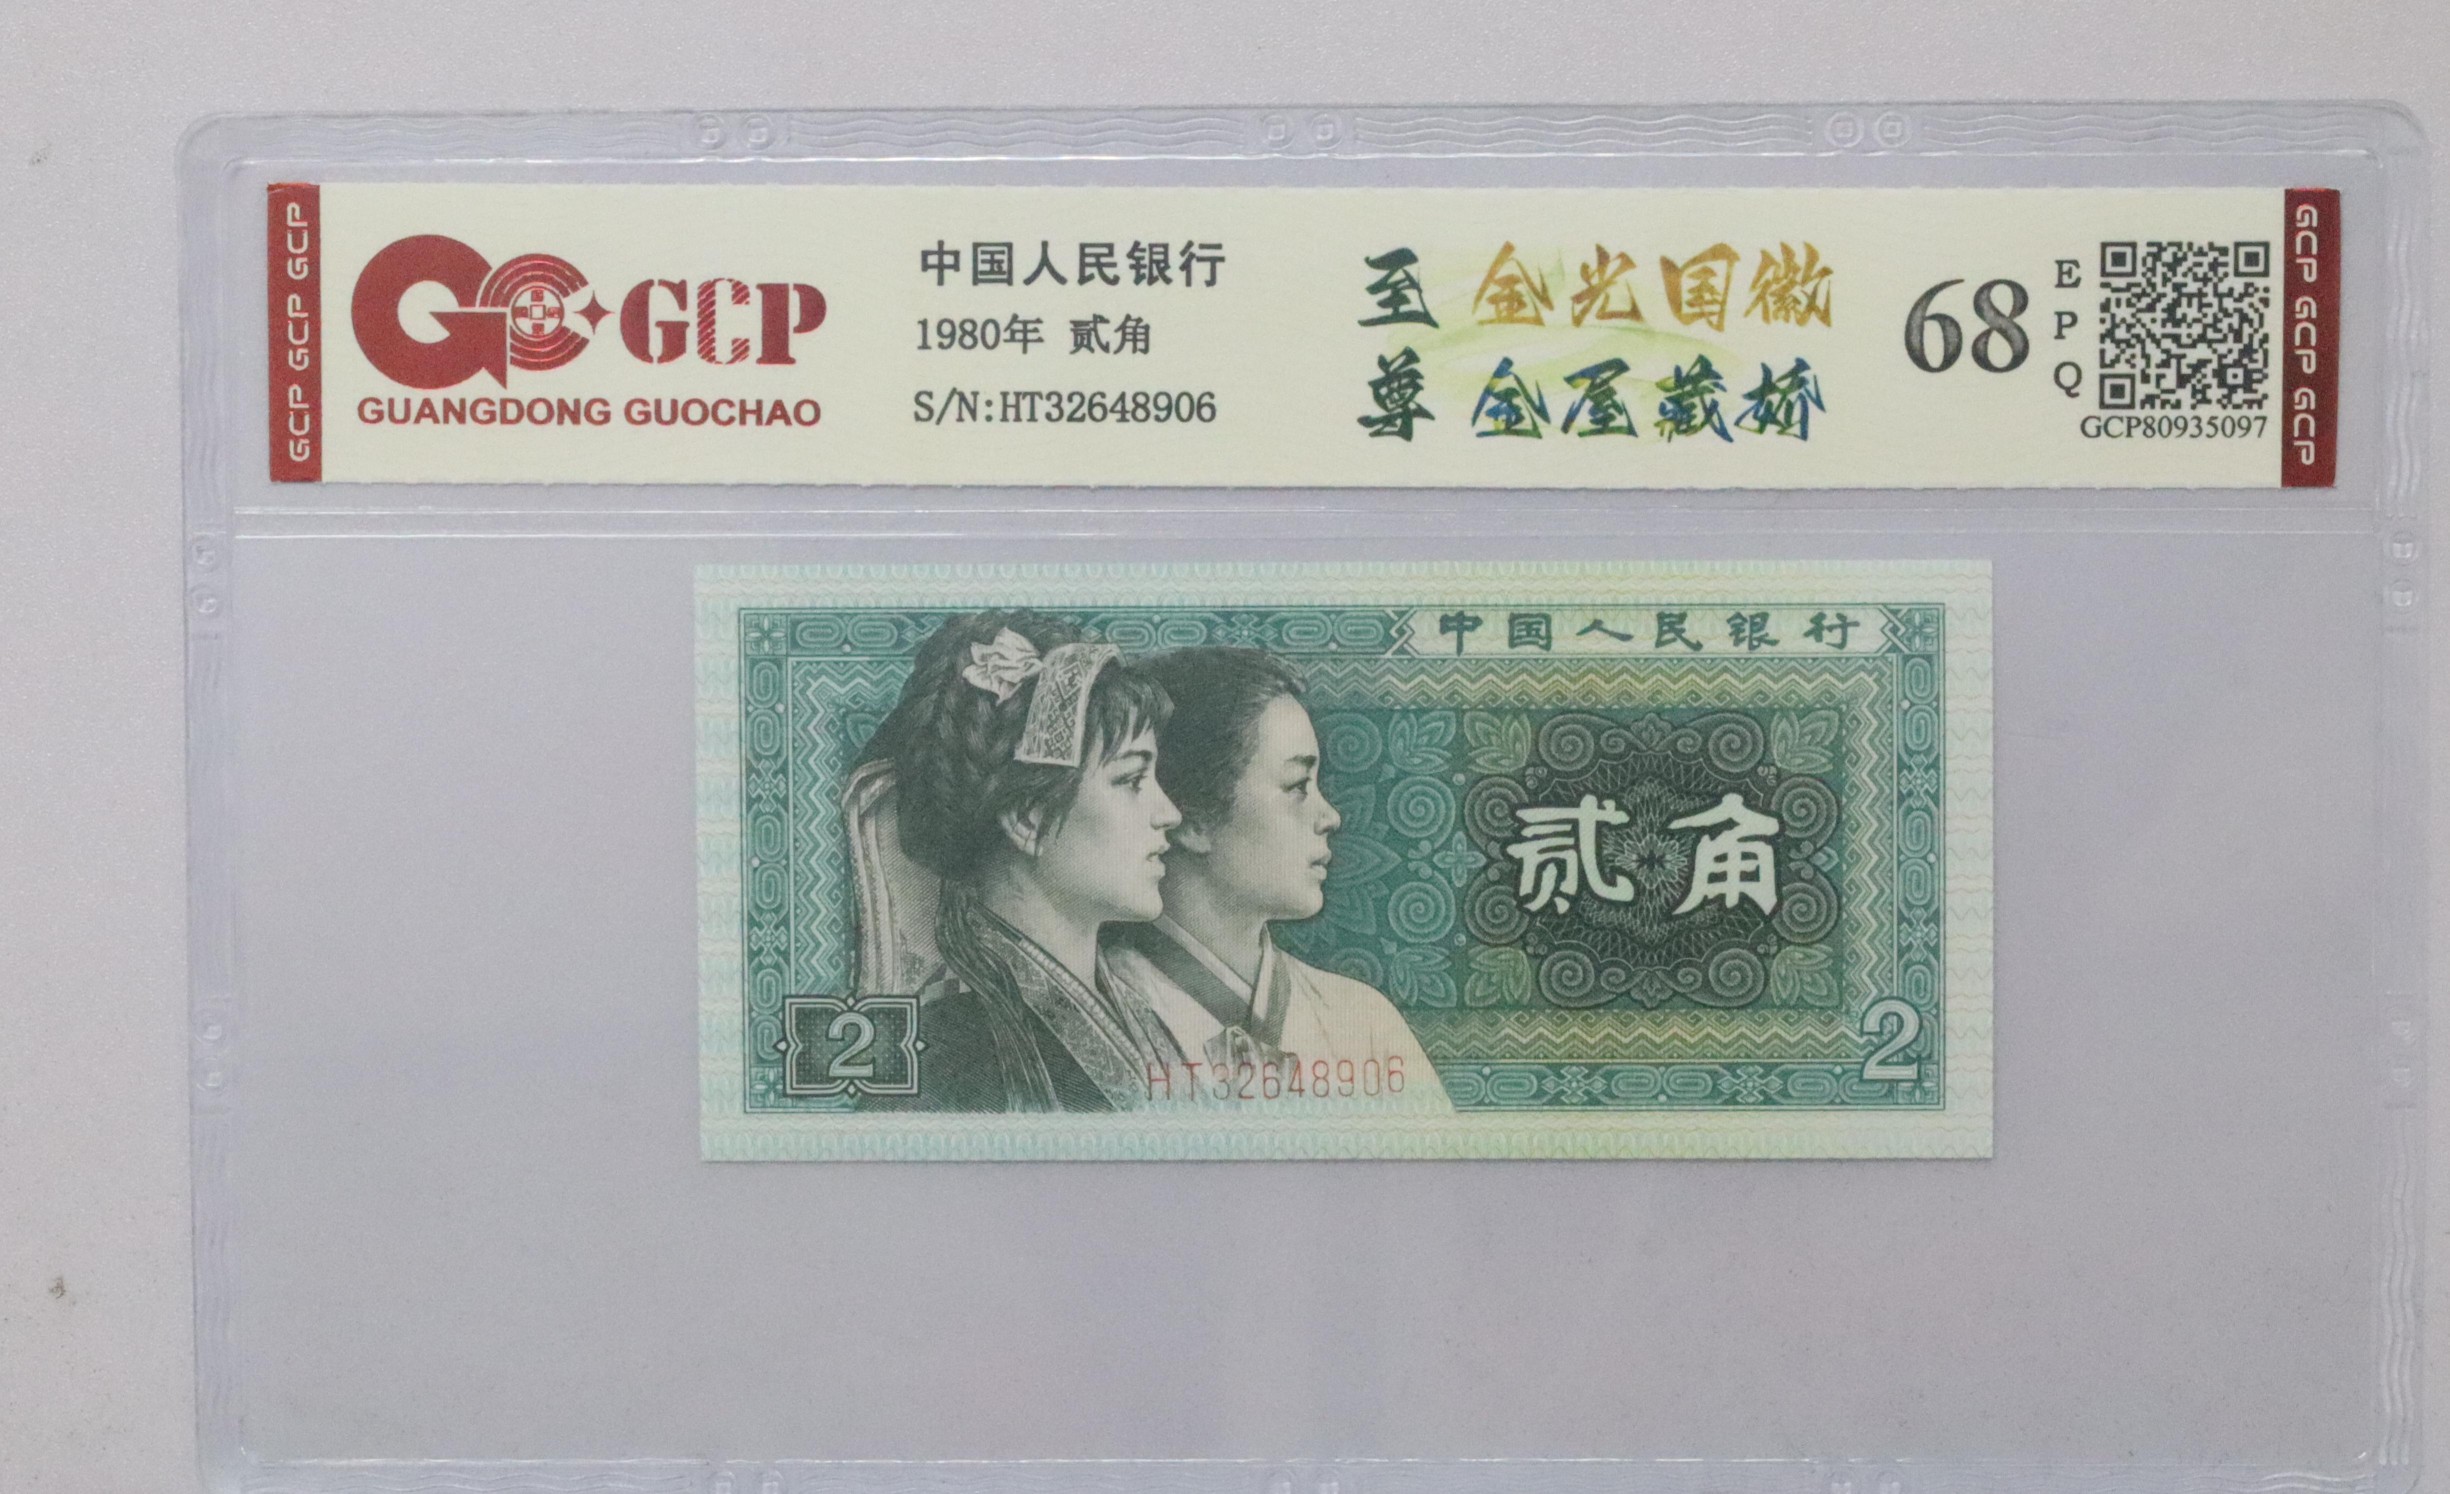 GCP GCP GCP
GCP
GUANGDONG GUOCHAO
中国人民银行
1980年 贰角
S/N:HT32648906
至尊
金光国徽
金屋藏娇
68
E
P
Q
GCP80935097
GCP GCP GCP
中国人民银行
贰角
2
HT32648906
2